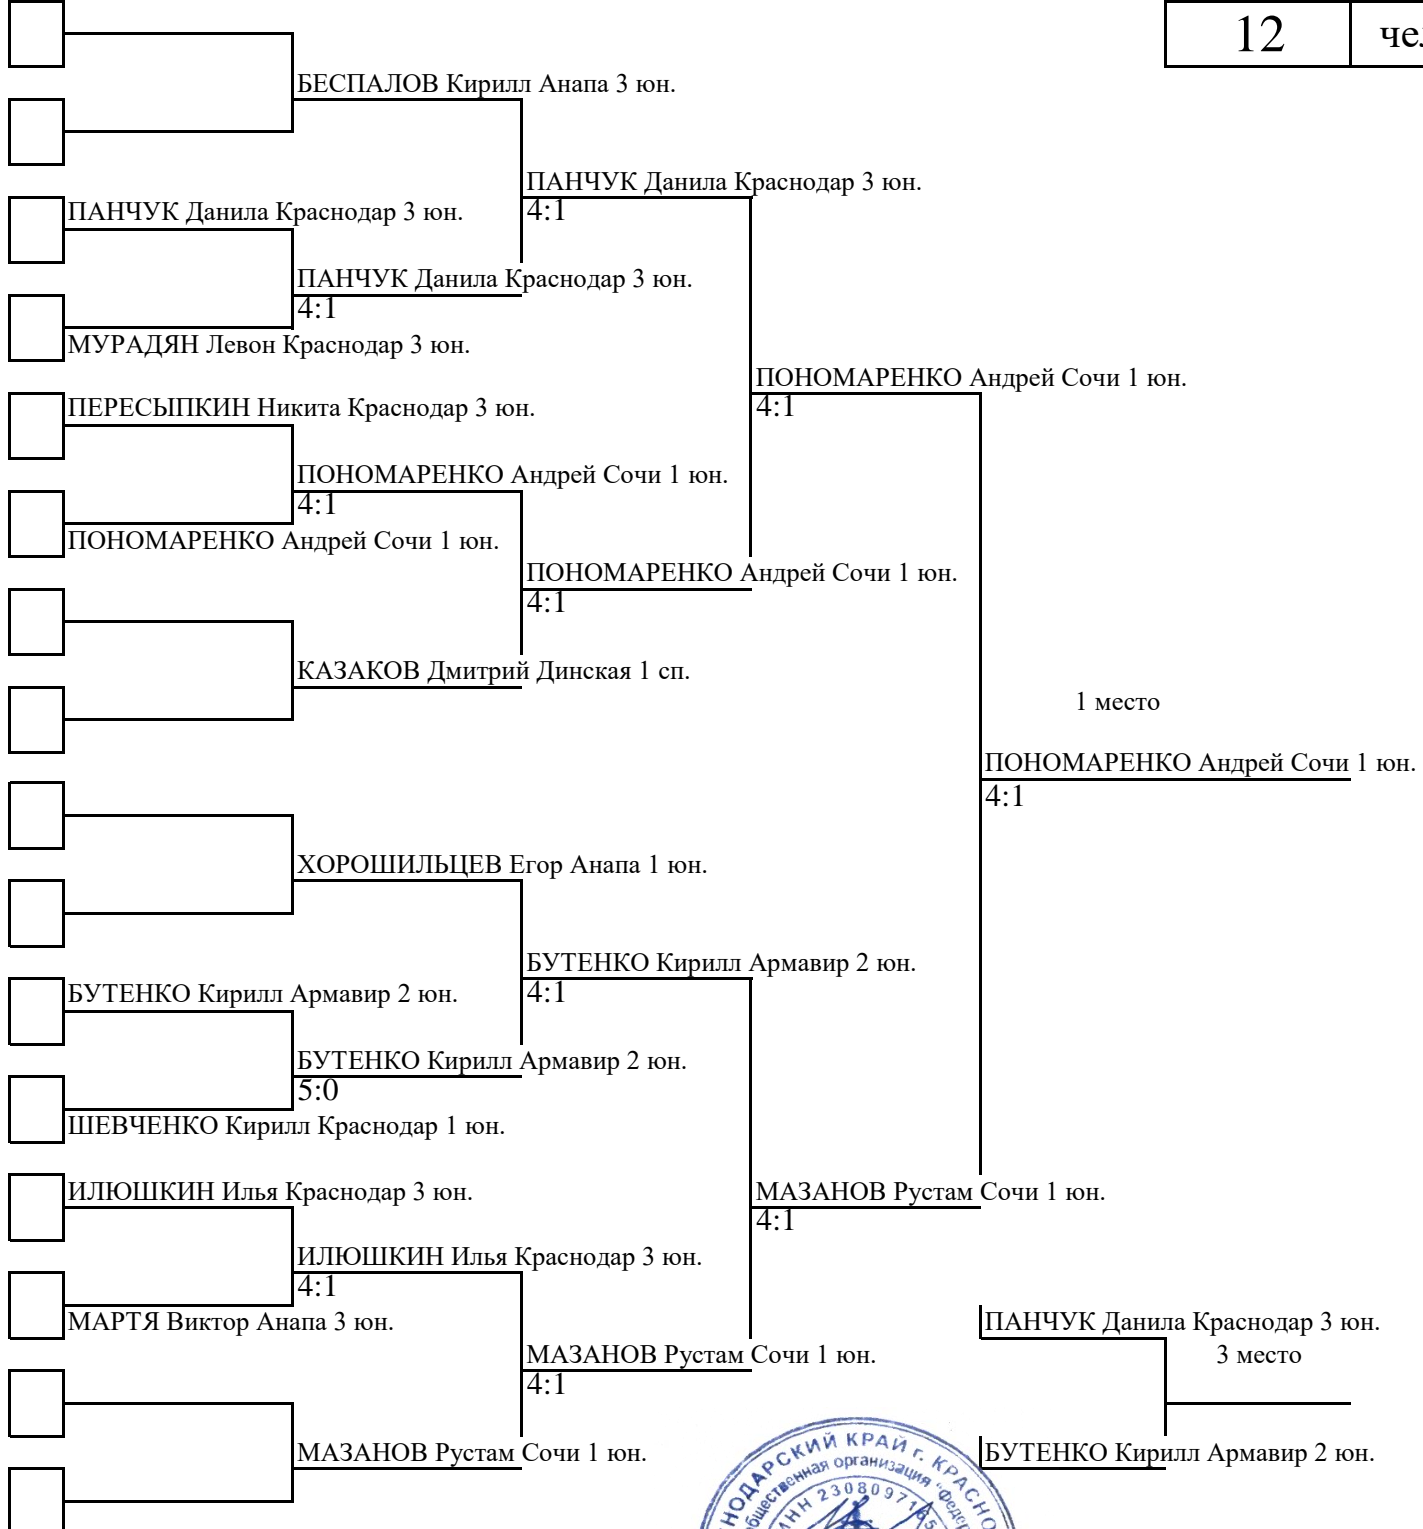 12
БЕСПАЛОВ Кирилл Анапа 3 юн.
ПАНЧУК Данила Краснодар 3 юн.
4:1
ПАНЧУК Данила Краснодар 3 юн.
ПАНЧУК Данила Краснодар 3 юн.
4:1
МУРАДЯН Левон Краснодар 3 юн.
ПОНОМАРЕНКО Андрей Сочи 1 юн.
4:1
ПЕРЕСЫПКИН Никита Краснодар 3 юн.
ПОНОМАРЕНКО Андрей Сочи 1 юн.
4:1
ПОНОМАРЕНКО Андрей Сочи 1 юн.
ПОНОМАРЕНКО Андрей Сочи 1 юн.
4:1
КАЗАКОВ Дмитрий Динская 1 сп.
1 место
ПОНОМАРЕНКО Андрей Сочи 1 юн.
4:1
ХОРОШИЛЬЦЕВ Егор Анапа 1 юн.
БУТЕНКО Кирилл Армавир 2 юн.
4:1
БУТЕНКО Кирилл Армавир 2 юн.
БУТЕНКО Кирилл Армавир 2 юн.
5:0
ШЕВЧЕНКО Кирилл Краснодар 1 юн.
ИЛЮШКИН Илья Краснодар 3 юн.
МАЗАНОВ Рустам Сочи 1 юн.
4:1
ИЛЮШКИН Илья Краснодар 3 юн.
4:1
МАРТЯ Виктор Анапа 3 юн.
ПАНЧУК Данила Краснодар 3 юн.
МАЗАНОВ Рустам Сочи 1 юн.
4:1
3 место
МАЗАНОВ Рустам Сочи 1 юн.
БУТЕНКО Кирилл Армавир 2 юн.
КРАЙ г.
организация
ИНН